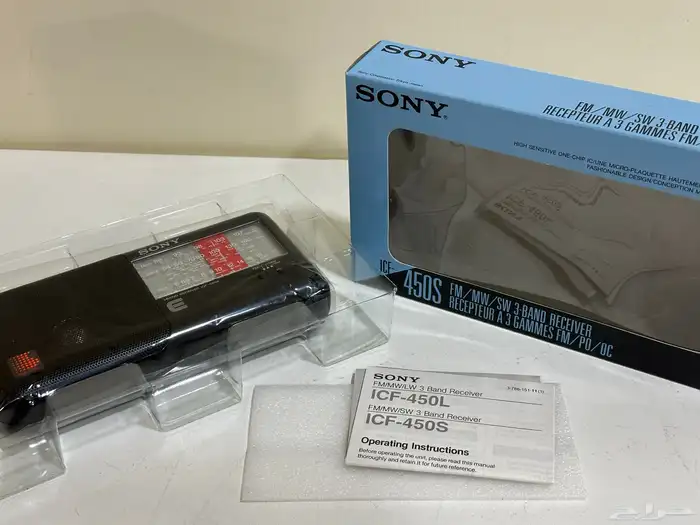 SONY
SONY®
FM/MW/SW 3-BAND
RECEPTEUR A 3 GAMMES FM
HIGH SENSITIVE ONE-CHIP IC/UNE MICRO-PLAQUETTE HAUTEME
FASHIONABLE DESIGN CONCEPTION M
ICF-450S FM/MW/SW 3-BAND RECEIVER
RECEPTEUR A 3 GAMMES FM/PO/OC
SONY
SONY
FM/MW/LW 3 Band Receiver
ICF-450L
FM/MW/SW 3 Band Receiver
ICF-450S
Operating Instructions
Before operating the unit, please read this manual
thoroughly and retain it for future reference.
حراج